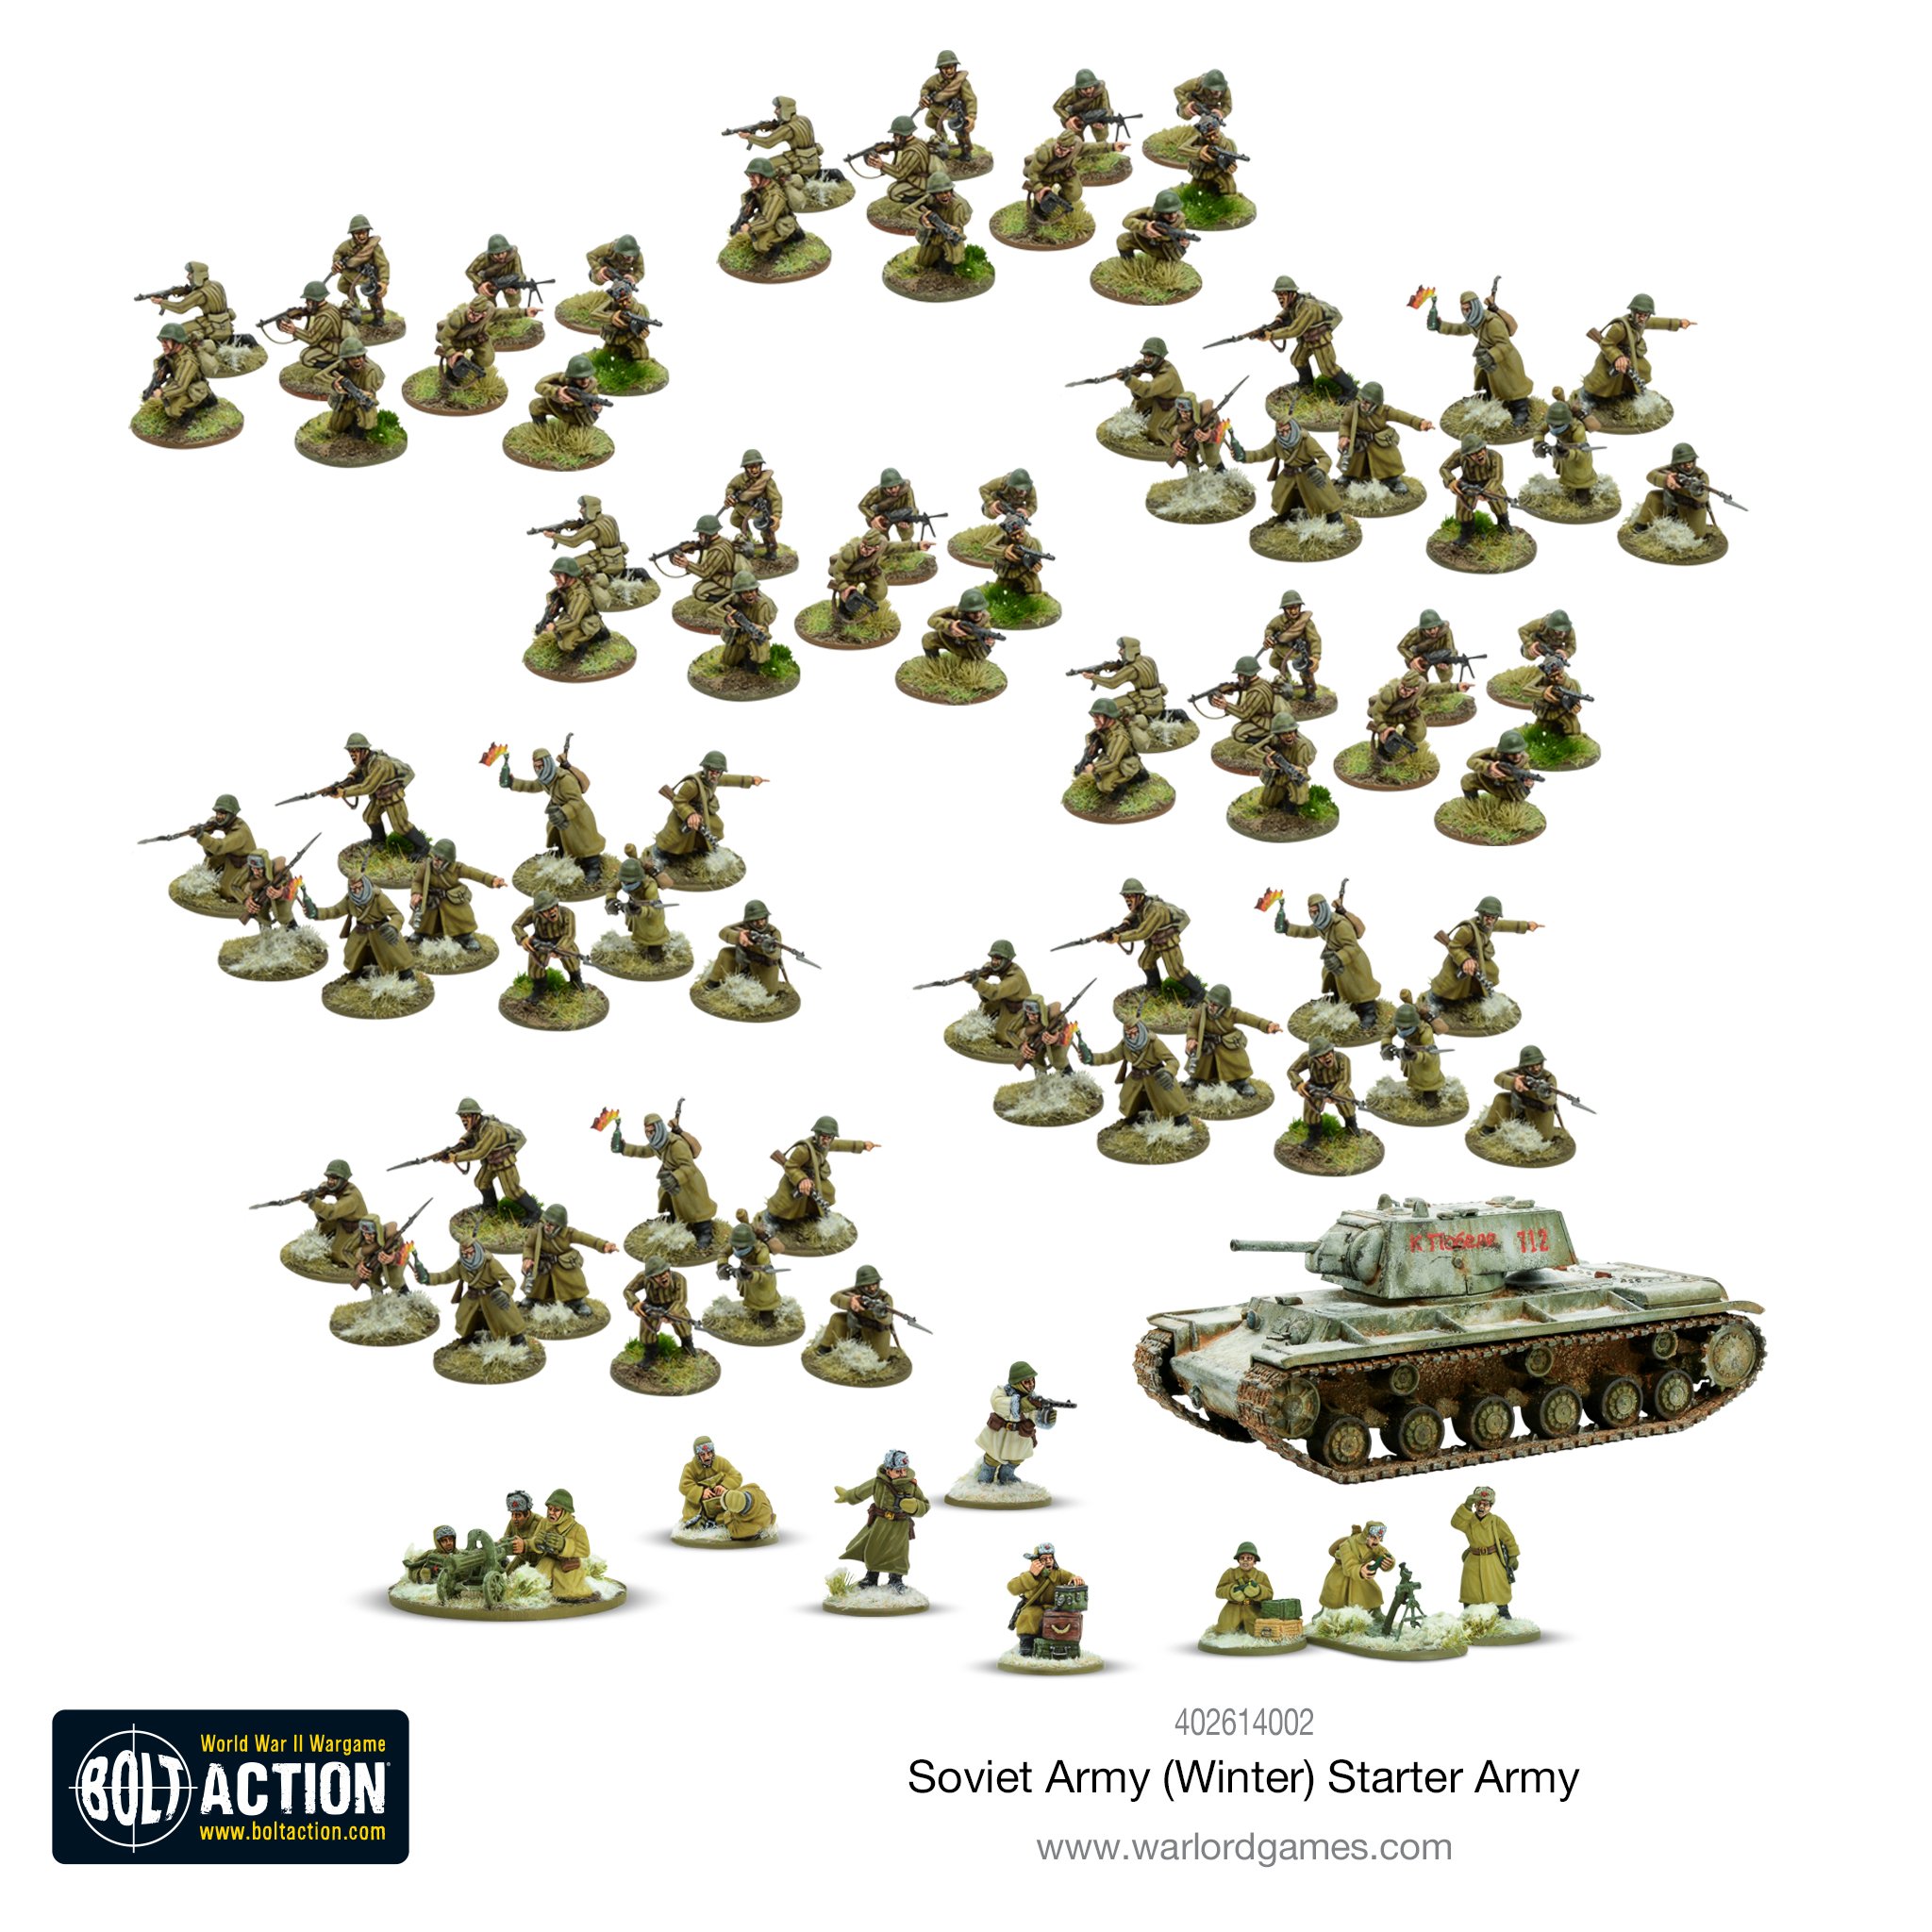 К Победе 112
World War II Wargame
BOLT ACTION
www.boltaction.com
402614002
Soviet Army (Winter) Starter Army
www.warlordgames.com